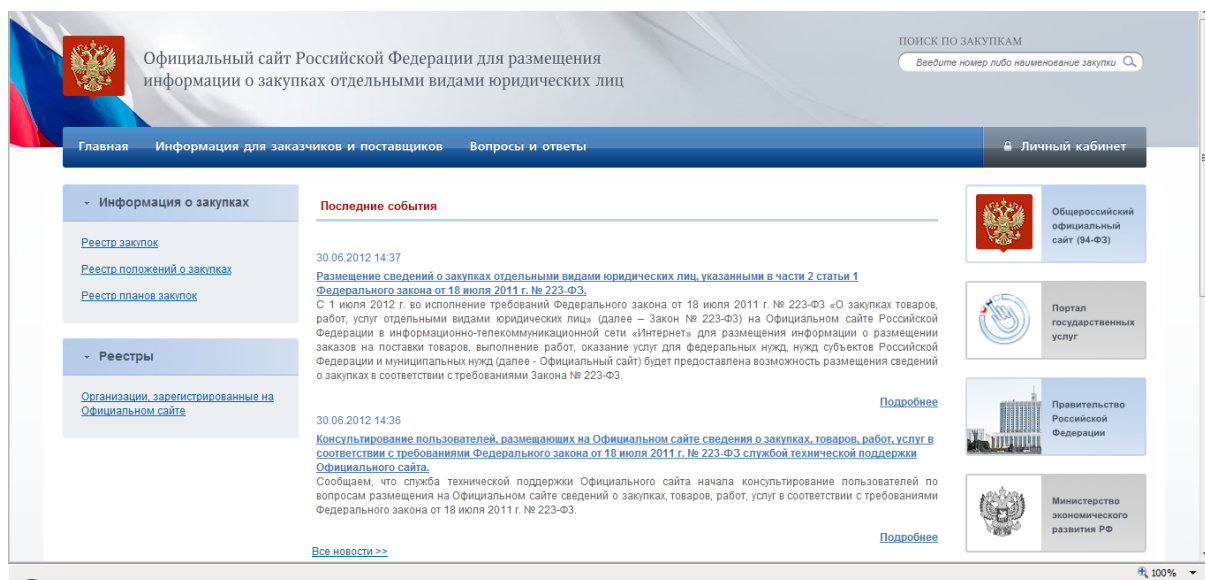 Официальный сайт Российской Федерации для размещения
информации о закупках отдельными видами юридических лиц
ПОИСК ПО ЗАКУПКАМ
Введите номер либо наименование закупки
Главная Информация для заказчиков и поставщиков Вопросы и ответы Личный кабинет
Информация о закупках
Реестр закупок
Реестр положений о закупках
Реестр планов закупок
Реестры
Организации, зарегистрированные на
Официальном сайте
Последние события
30.06.2012 14:37
Размещение сведений о закупках отдельными видами юридических лиц, указанными в части 2 статьи 1
Федерального закона от 18 июля 2011 г. № 223-ФЗ.
С 1 июля 2012 г. во исполнение требований Федерального закона от 18 июля 2011 г. № 223-ФЗ «О закупках товаров,
работ, услуг отдельными видами юридических лиц» (далее – Закон № 223-ФЗ) на Официальном сайте Российской
Федерации в информационно-телекоммуникационной сети «Интернет» для размещения информации о размещении
заказов на поставки товаров, выполнение работ, оказание услуг для федеральных нужд, нужд субъектов Российской
Федерации и муниципальных нужд (далее - Официальный сайт) будет предоставлена возможность размещения сведений
о закупках в соответствии с требованиями Закона № 223-ФЗ.
Подробнее
30.06.2012 14:36
Консультирование пользователей, размещающих на Официальном сайте сведения о закупках, товаров, работ, услуг в
соответствии с требованиями Федерального закона от 18 июля 2011 г. № 223-ФЗ службой технической поддержки
Официального сайта.
Сообщаем, что служба технической поддержки Официального сайта начала консультирование пользователей по
вопросам размещения на Официальном сайте сведений о закупках, товаров, работ, услуг в соответствии с требованиями
Федерального закона от 18 июля 2011 г. № 223-ФЗ.
Подробнее
Все новости >>
Общероссийский
официальный
сайт (94-ФЗ)
Портал
государственных
услуг
Правительство
Российской
Федерации
Министерство
экономического
развития РФ
100%